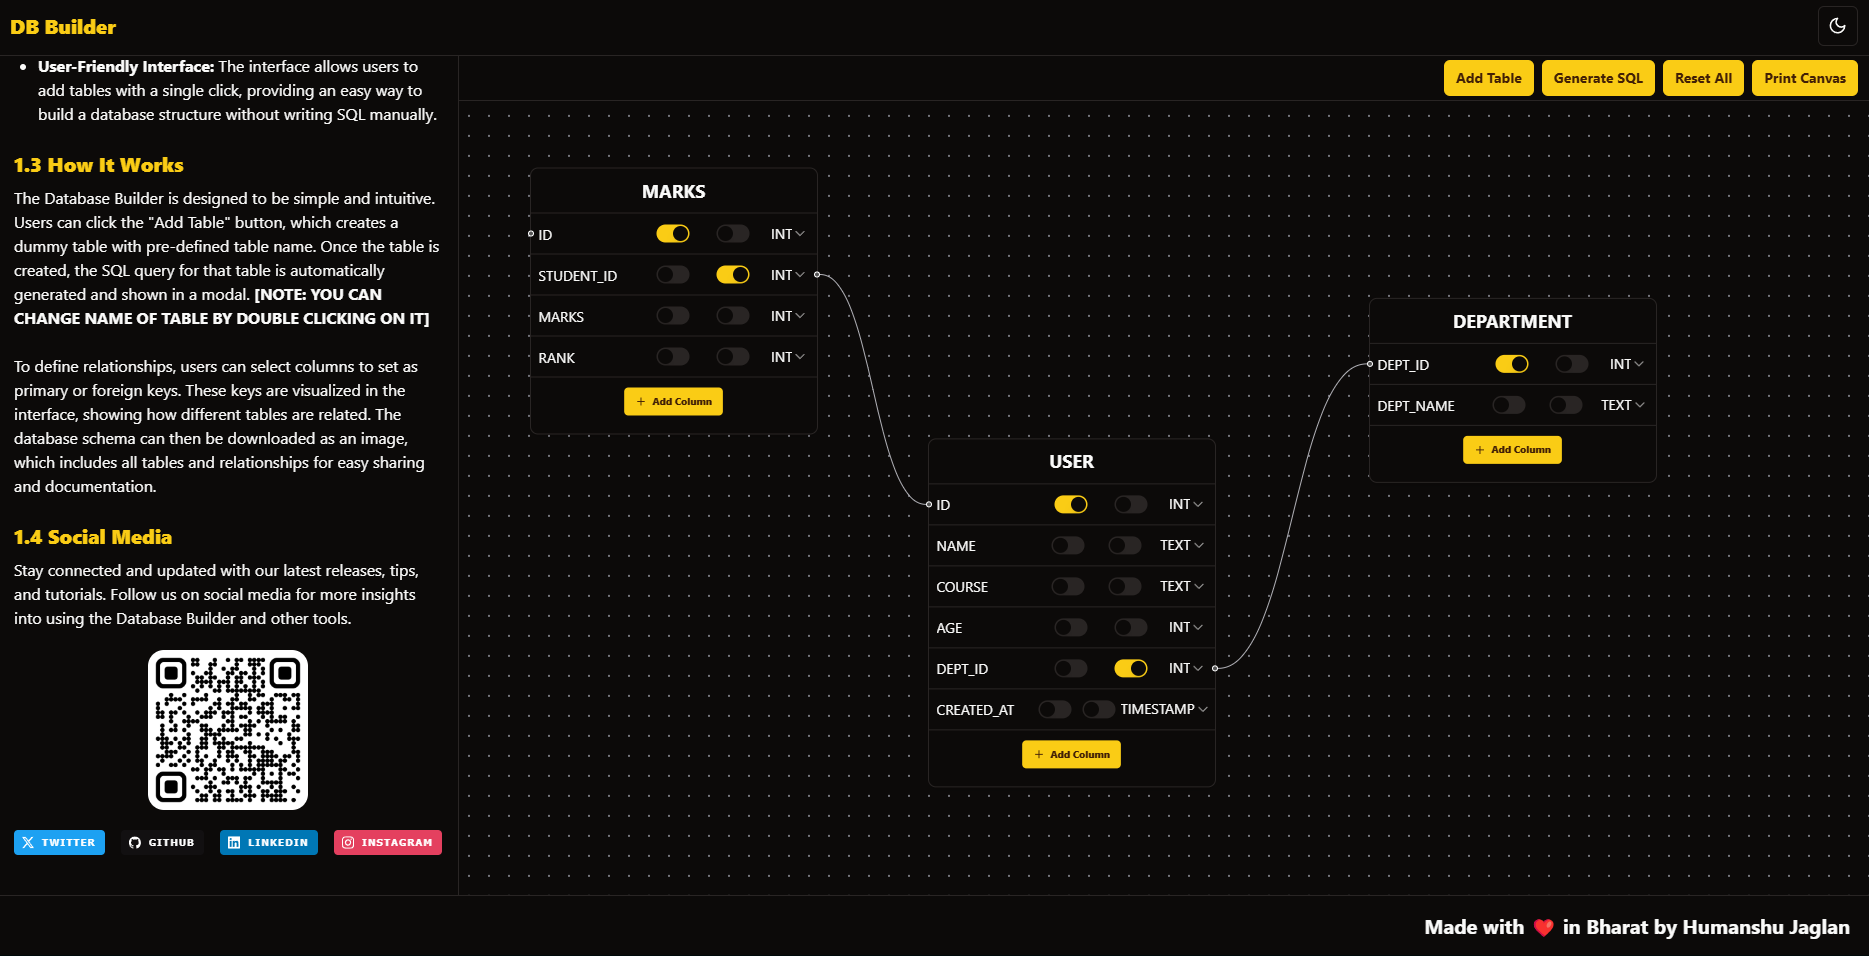 DB Builder
• User-Friendly Interface: The interface allows users to
add tables with a single click, providing an easy way to
build a database structure without writing SQL manually.
1.3 How It Works
The Database Builder is designed to be simple and intuitive.
Users can click the "Add Table" button, which creates a
dummy table with pre-defined table name. Once the table is
created, the SQL query for that table is automatically
generated and shown in a modal. [NOTE: YOU CAN
CHANGE NAME OF TABLE BY DOUBLE CLICKING ON IT]
To define relationships, users can select columns to set as
primary or foreign keys. These keys are visualized in the
interface, showing how different tables are related. The
database schema can then be downloaded as an image,
which includes all tables and relationships for easy sharing
and documentation.
1.4 Social Media
Stay connected and updated with our latest releases, tips,
and tutorials. Follow us on social media for more insights
into using the Database Builder and other tools.
TWITTER GITHUB LINKEDIN INSTAGRAM
Add Table Generate SQL Reset All Print Canvas
MARKS
ID INT
STUDENT_ID INT
MARKS INT
RANK INT
+ Add Column
USER
ID INT
NAME TEXT
COURSE TEXT
AGE INT
DEPT_ID INT
CREATED_AT TIMESTAMP
+ Add Column
DEPARTMENT
DEPT_ID INT
DEPT_NAME TEXT
+ Add Column
Made with ❤️ in Bharat by Humanshu Jaglan